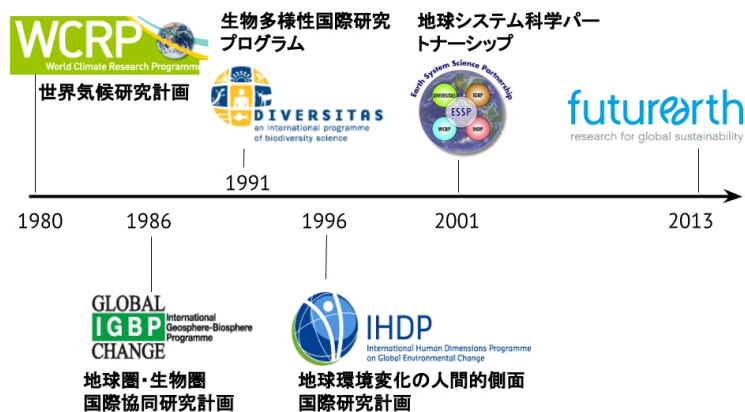 WCRP
World Climate Research Programme
世界気候研究計画
生物多様性国際研究
プログラム
DIVERSITAS
an international programme
of biodiversity science
地球システム科学パー
トナーシップ
Earth System Science Partnership
DIVERSITAS
IGBP
ESSP
WCRP
IHDP
futurearth
research for global sustainability
1991
1980
1986
1996
2001
2013
GLOBAL
IGBP
CHANGE
International
Geosphere-Biosphere
Programme
地球圏・生物圏
国際協同研究計画
IHDP
International Human Dimensions Programme
on Global Environmental Change
地球環境変化の人間的側面
国際研究計画